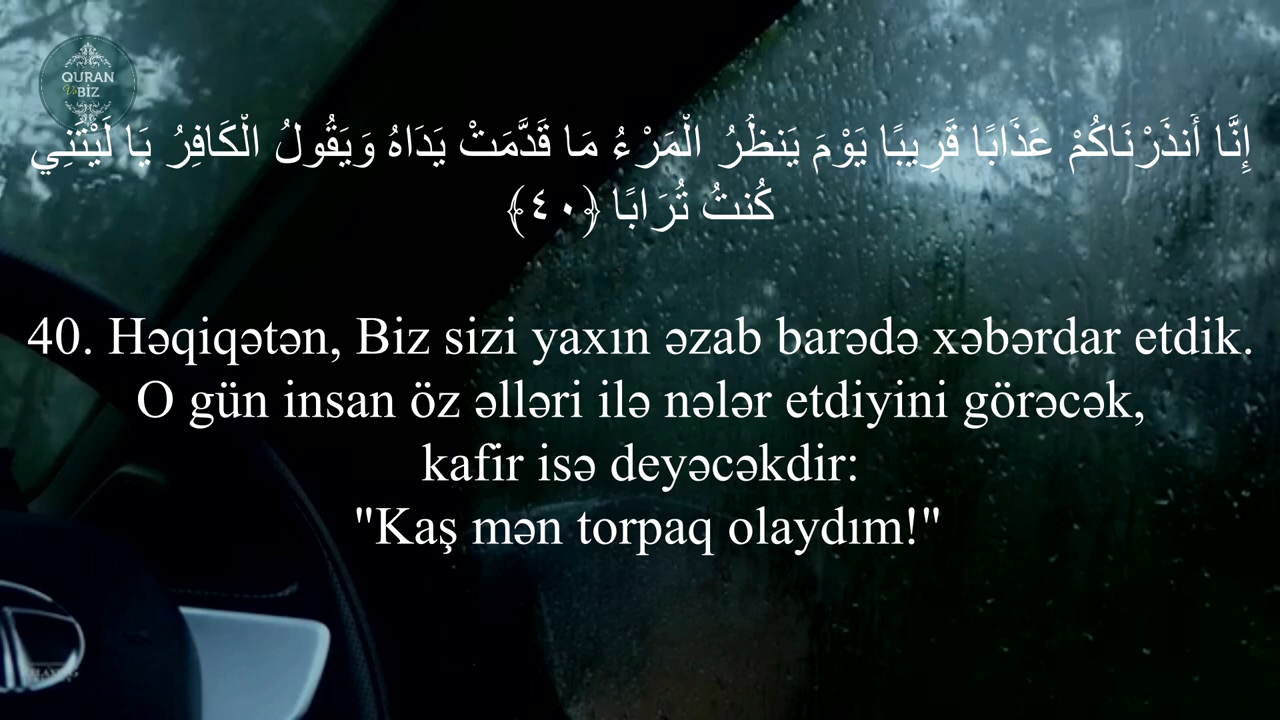 QURAN
Və BİZ
إِنَّا أَنذَرْنَاكُمْ عَذَابًا قَرِيبًا يَوْمَ يَنظُرُ الْمَرْءُ مَا قَدَّمَتْ يَدَاهُ وَيَقُولُ الْكَافِرُ يَا لَيْتَنِي
كُنتُ تُرَابًا ﴿٤٠﴾
40. Həqiqətən, Biz sizi yaxın əzab barədə xəbərdar etdik.
O gün insan öz əlləri ilə nələr etdiyini görəcək,
kafir isə deyəcəkdir:
"Kaş mən torpaq olaydım!"